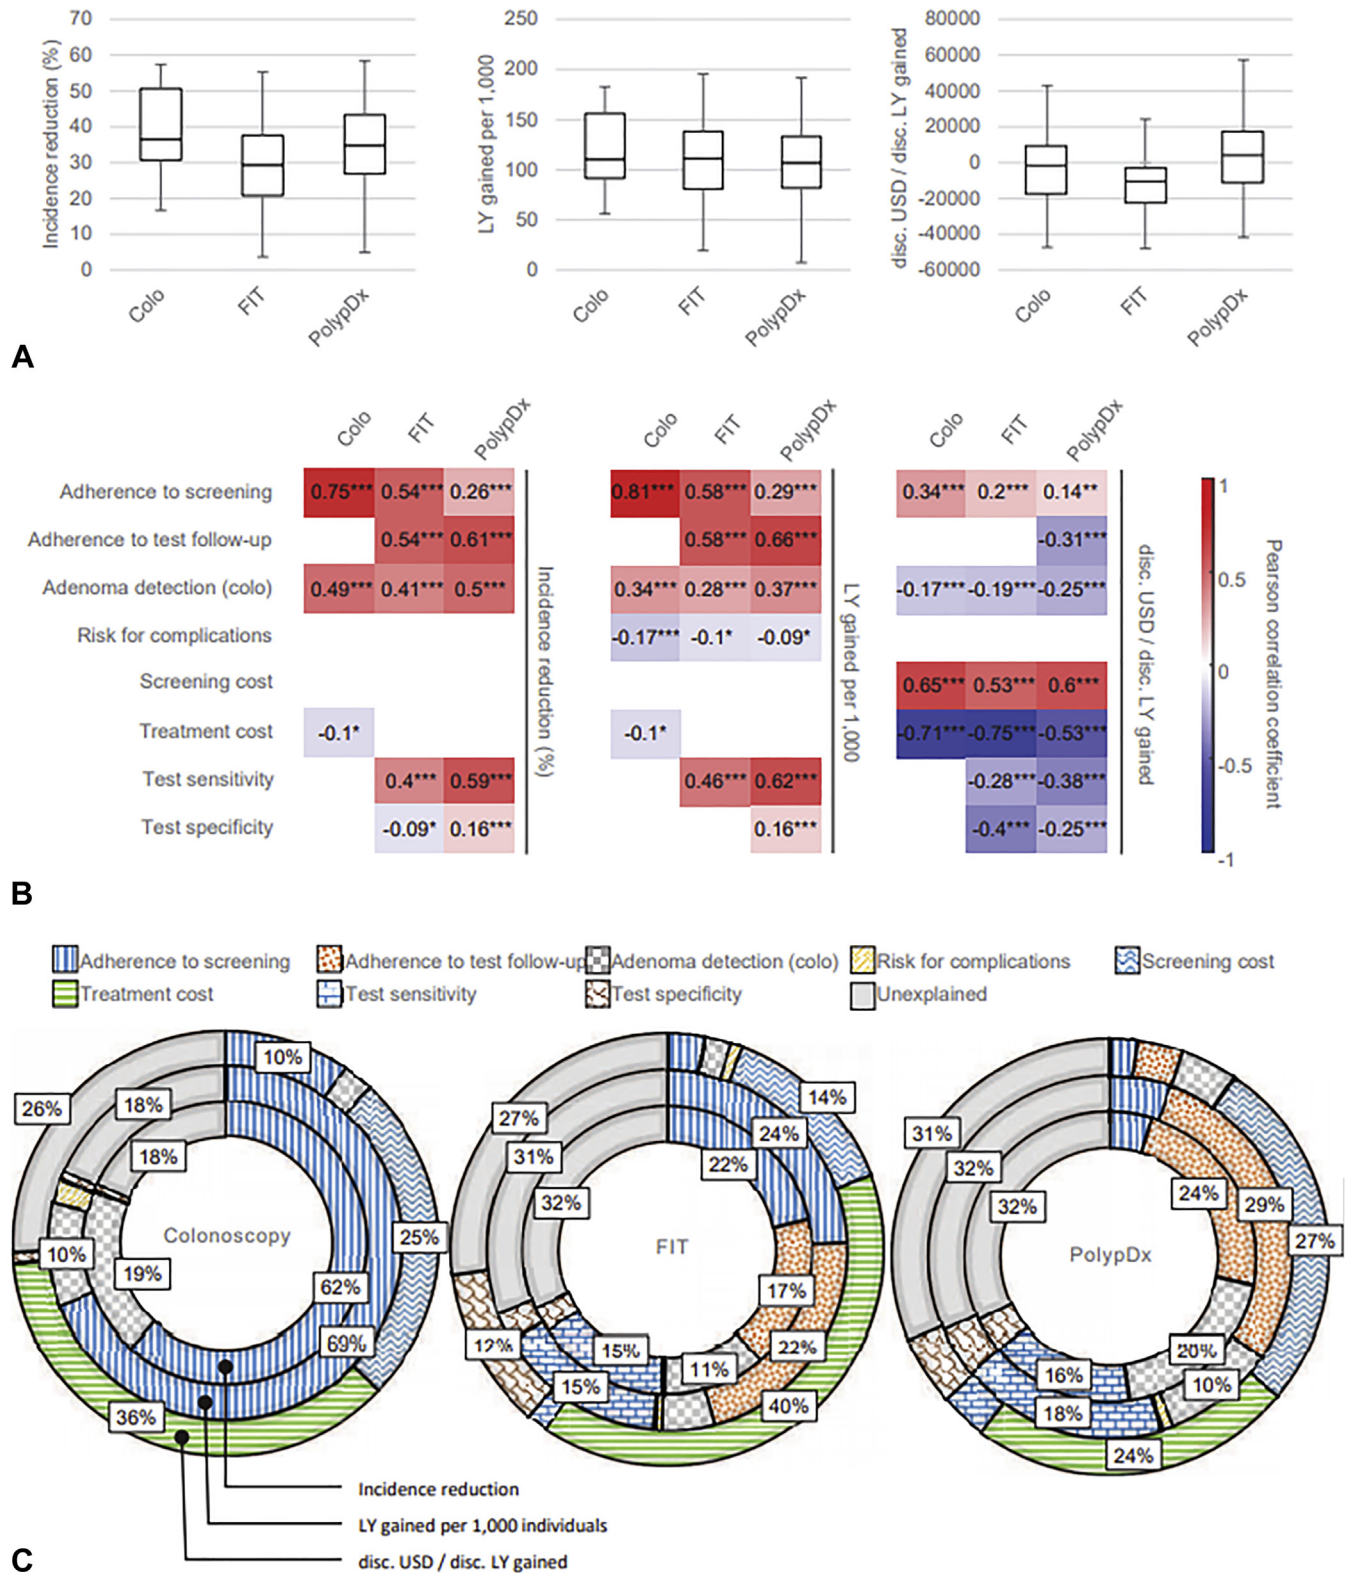 70
60
50
40
30
20
10
0
Incidence reduction (%)
Colo
FIT
PolypDx
250
200
150
100
50
0
LY gained per 1,000
Colo
FIT
PolypDx
80000
60000
40000
20000
0
-20000
-40000
-60000
disc. USD / disc. LY gained
Colo
FIT
PolypDx
A
Colo FIT PolypDx Colo FIT PolypDx Colo FIT PolypDx
Adherence to screening 0.75*** 0.54*** 0.26*** 0.81*** 0.58*** 0.29*** 0.34*** 0.2*** 0.14**
Adherence to test follow-up 0.54*** 0.61*** 0.58*** 0.66*** -0.31***
Adenoma detection (colo) 0.49*** 0.41*** 0.5*** 0.34*** 0.28*** 0.37*** -0.17*** -0.19*** -0.25***
Risk for complications -0.17*** -0.1* -0.09*
Screening cost 0.65*** 0.53*** 0.6***
Treatment cost -0.1* -0.1* -0.71*** -0.75*** -0.53***
Test sensitivity 0.4*** 0.59*** 0.46*** 0.62*** -0.28*** -0.38***
Test specificity -0.09* 0.16*** 0.16*** -0.4*** -0.25***
Incidence reduction (%)
LY gained per 1,000
disc. USD / disc. LY gained
1
0.5
0
-0.5
-1
Pearson correlation coefficient
B
Adherence to screening Adherence to test follow-up Adenoma detection (colo) Risk for complications Screening cost
Treatment cost Test sensitivity Test specificity Unexplained
10%
26%
18%
18%
Colonoscopy
25%
10%
19%
62%
69%
36%
27%
14%
24%
31%
22%
32%
FIT
17%
12%
15%
22%
11%
15%
40%
31%
32%
24%
29%
32%
27%
PolypDx
20%
16%
10%
18%
24%
Incidence reduction
LY gained per 1,000 individuals
disc. USD / disc. LY gained
C